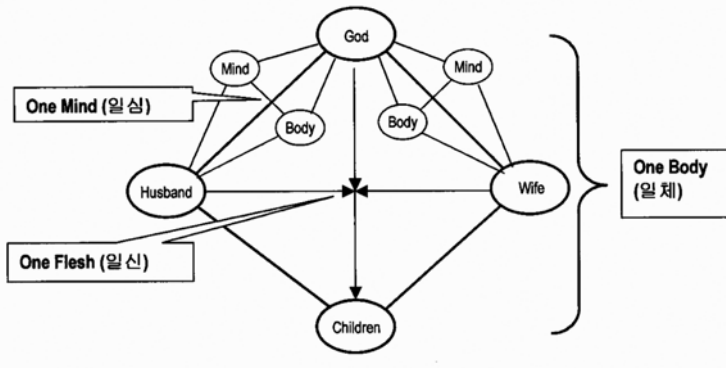 God
Mind
Mind
One Mind (일심)
Body
Body
One Body
(일체)
Husband
Wife
One Flesh (일신)
Children